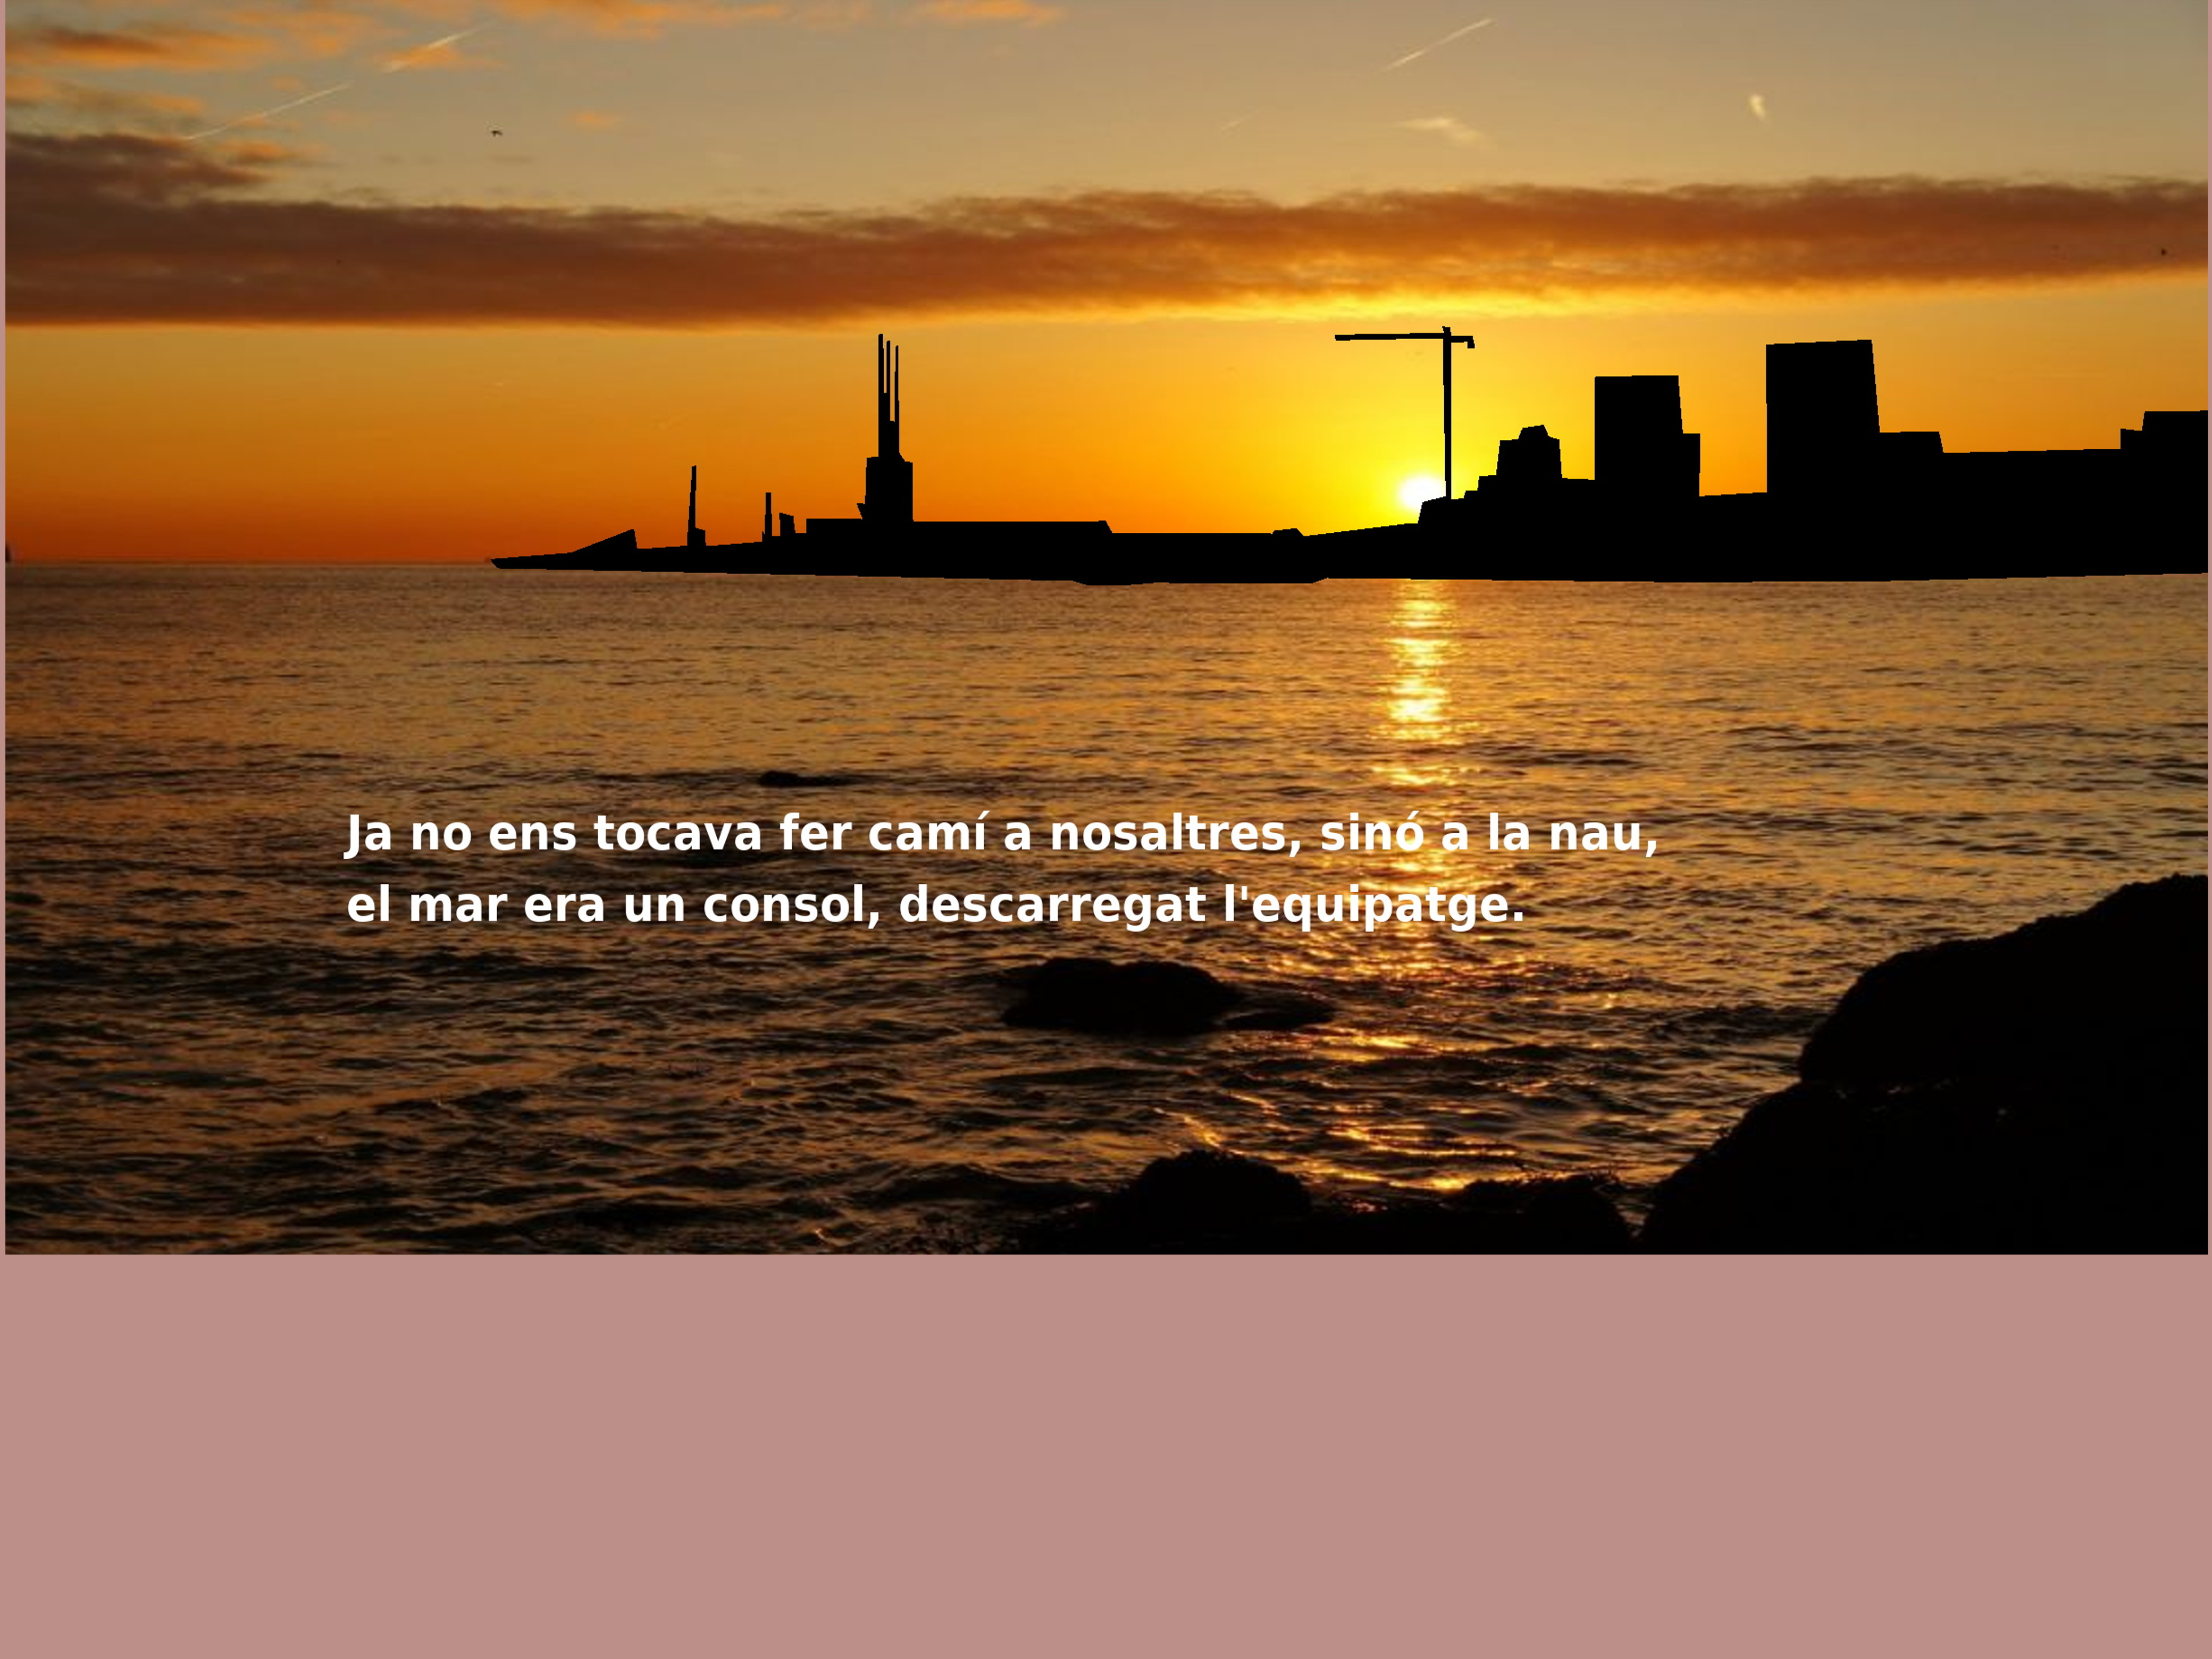 Ja no ens tocava fer camí a nosaltres, sinó a la nau,
el mar era un consol, descarregat l'equipatge.